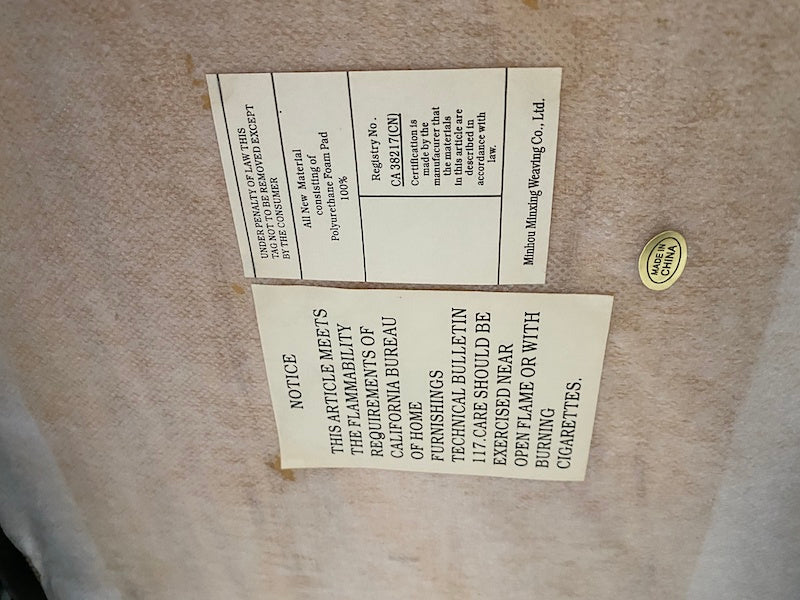 UNDER PENALTY OF LAW THIS
TAG NOT TO BE REMOVED EXCEPT
BY THE CONSUMER
All New Material
consisting of
Polyurethane Foam Pad
100%
Registry No.
CA 38217(CN)
Certification is
made by the
manufacurer that
the materials
in this article are
described in
accordance with
law.
Minhou Minxing Weaving Co., Ltd.
NOTICE
THIS ARTICLE MEETS
THE FLAMMABILITY
REQUIREMENTS OF
CALIFORNIA BUREAU
OF HOME
FURNISHINGS
TECHNICAL BULLETIN
117.CARE SHOULD BE
EXERCISED NEAR
OPEN FLAME OR WITH
BURNING
CIGARETTES.
MADE IN
CHINA